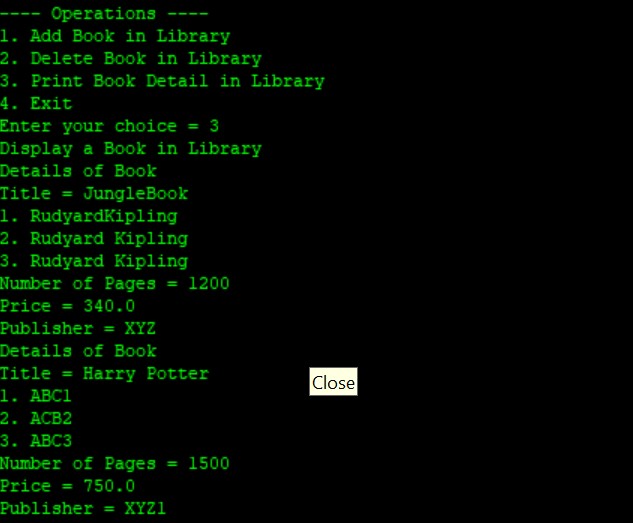 ---- Operations ----
1. Add Book in Library
2. Delete Book in Library
3. Print Book Detail in Library
4. Exit
Enter your choice = 3
Display a Book in Library
Details of Book
Title = JungleBook
1. RudyardKipling
2. Rudyard Kipling
3. Rudyard Kipling
Number of Pages = 1200
Price = 340.0
Publisher = XYZ
Details of Book
Title = Harry Potter
Close
1. ABC1
2. ACB2
3. ABC3
Number of Pages = 1500
Price = 750.0
Publisher = XYZ1